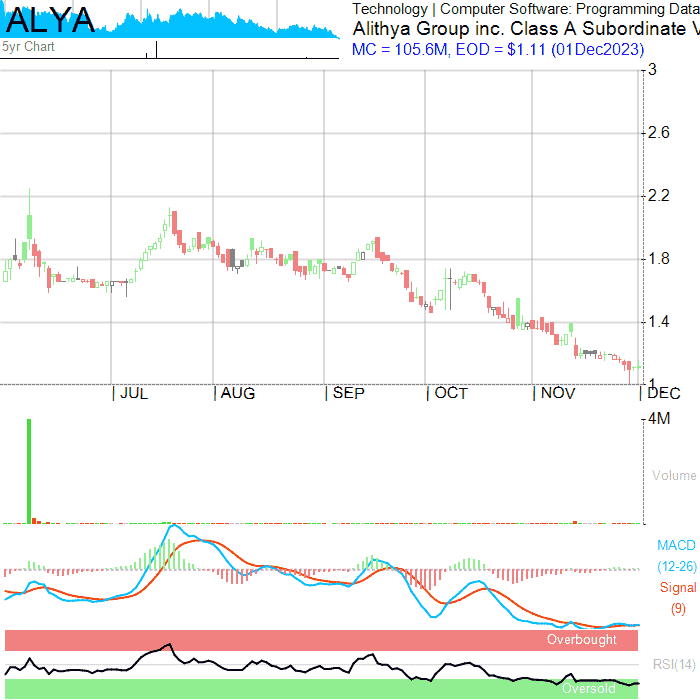 ALYA
5yr Chart
Technology | Computer Software: Programming Data
Alithya Group inc. Class A Subordinate V
MC = 105.6M, EOD = $1.11 (01Dec2023)
3
2.6
2.2
1.8
1.4
1
JUL AUG SEP OCT NOV DEC
4M
Volume
MACD
(12-26)
Signal
(9)
Overbought
RSI(14)
Oversold